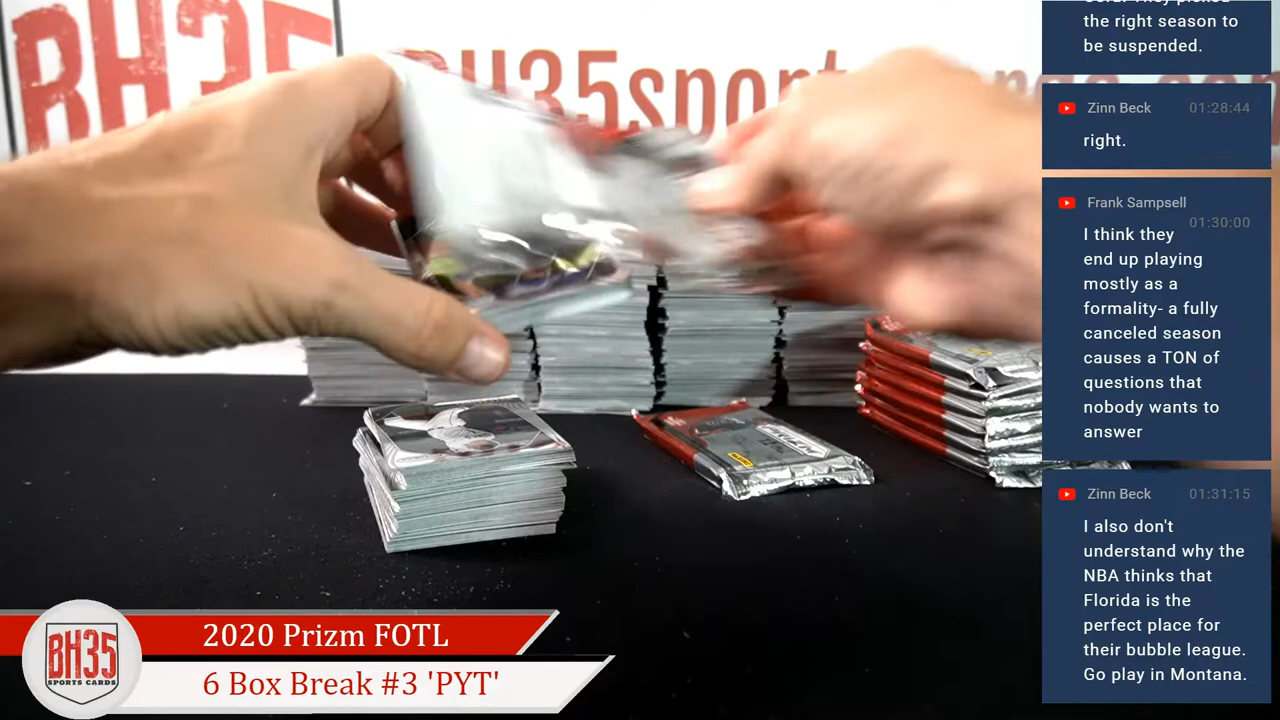 BH35
BH35sport
the right season to
be suspended.
Zinn Beck 01:28:44
right.
Frank Sampsell
01:30:00
I think they
end up playing
mostly as a
formality- a fully
canceled season
causes a TON of
questions that
nobody wants to
answer
Zinn Beck 01:31:15
I also don't
understand why the
NBA thinks that
Florida is the
perfect place for
their bubble league.
Go play in Montana.
PRIZM
PANINI
BH35
SPORTS CARDS
2020 Prizm FOTL
6 Box Break #3 'PYT'